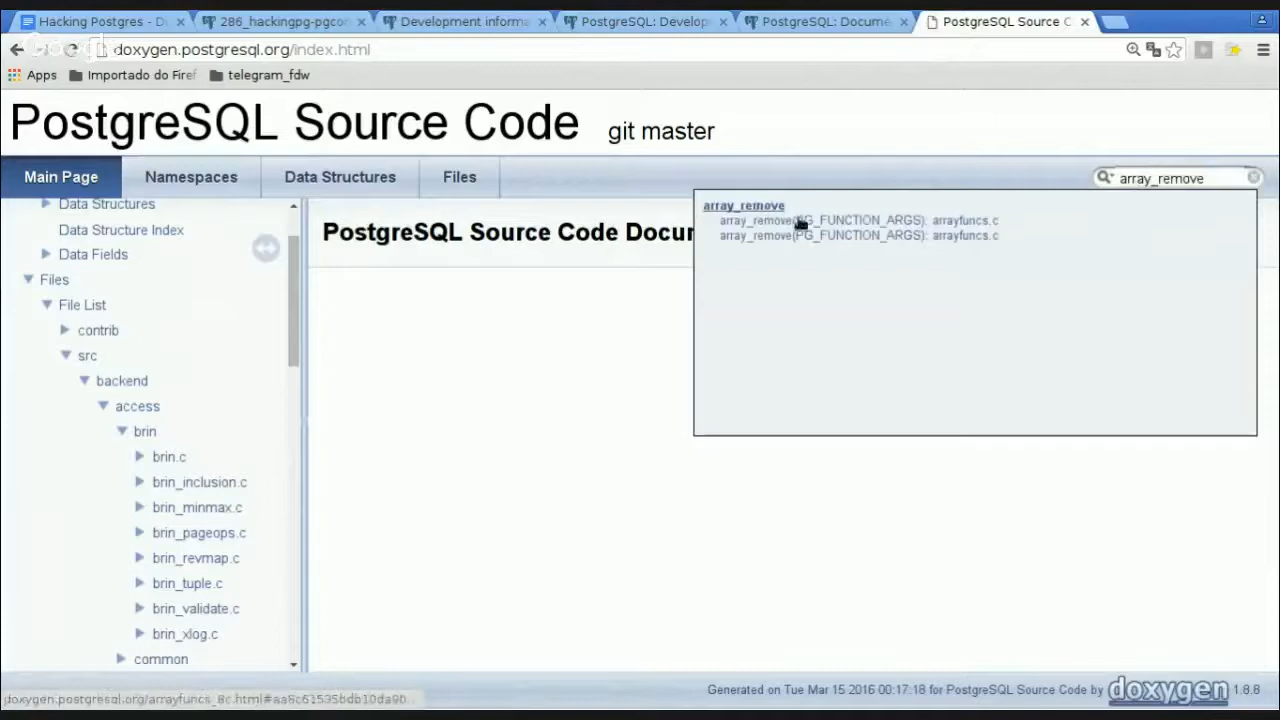 Hacking Postgres - D
286_hackingpg-pgcon
Development informa
PostgreSQL: Develop
PostgreSQL: Docume
PostgreSQL Source C
doxygen.postgresql.org/index.html
Apps
Importado do Firef
telegram_fdw
PostgreSQL Source Code git master
Main Page
Namespaces
Data Structures
Files
array_remove
Data Structures
Data Structure Index
Data Fields
Files
File List
contrib
src
backend
access
brin
brin.c
brin_inclusion.c
brin_minmax.c
brin_pageops.c
brin_revmap.c
brin_tuple.c
brin_validate.c
brin_xlog.c
common
PostgreSQL Source Code Docu
array_remove
array_remove(PG_FUNCTION_ARGS): arrayfuncs.c
array_remove(PG_FUNCTION_ARGS): arrayfuncs.c
Generated on Tue Mar 15 2016 00:17:18 for PostgreSQL Source Code by doxygen 1.8.8